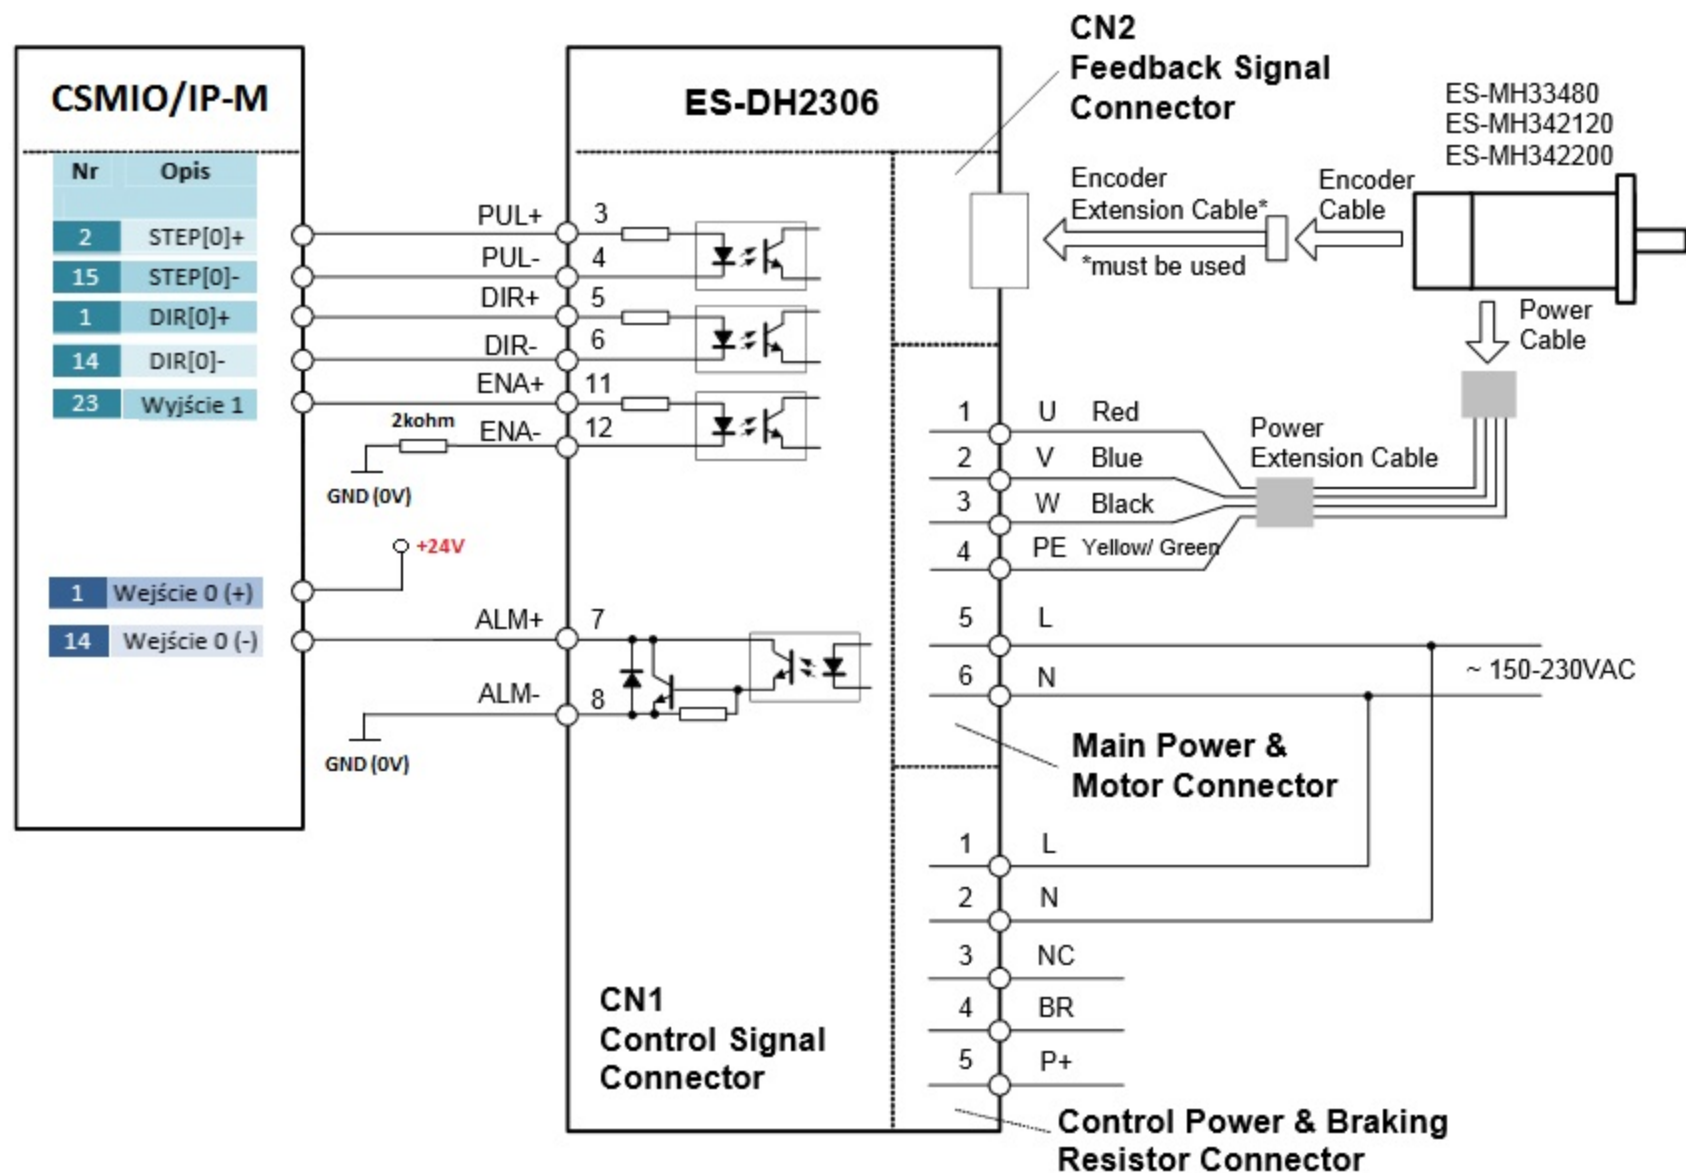 CSMIO/IP-M
Nr Opis
2 STEP[0]+
15 STEP[0]-
1 DIR[0]+
14 DIR[0]-
23 Wyjście 1
1 Wejście 0 (+)
14 Wejście 0 (-)
2kohm
GND (0V)
+24V
GND (0V)
ES-DH2306
PUL+ 3
PUL- 4
DIR+ 5
DIR- 6
ENA+ 11
ENA- 12
ALM+ 7
ALM- 8
CN1
Control Signal
Connector
CN2
Feedback Signal
Connector
ES-MH33480
ES-MH342120
ES-MH342200
Encoder
Extension Cable*
*must be used
Encoder
Cable
Power
Cable
1 U Red
2 V Blue
3 W Black
4 PE Yellow/ Green
Power
Extension Cable
5 L
6 N
~ 150-230VAC
Main Power &
Motor Connector
1 L
2 N
3 NC
4 BR
5 P+
Control Power & Braking
Resistor Connector